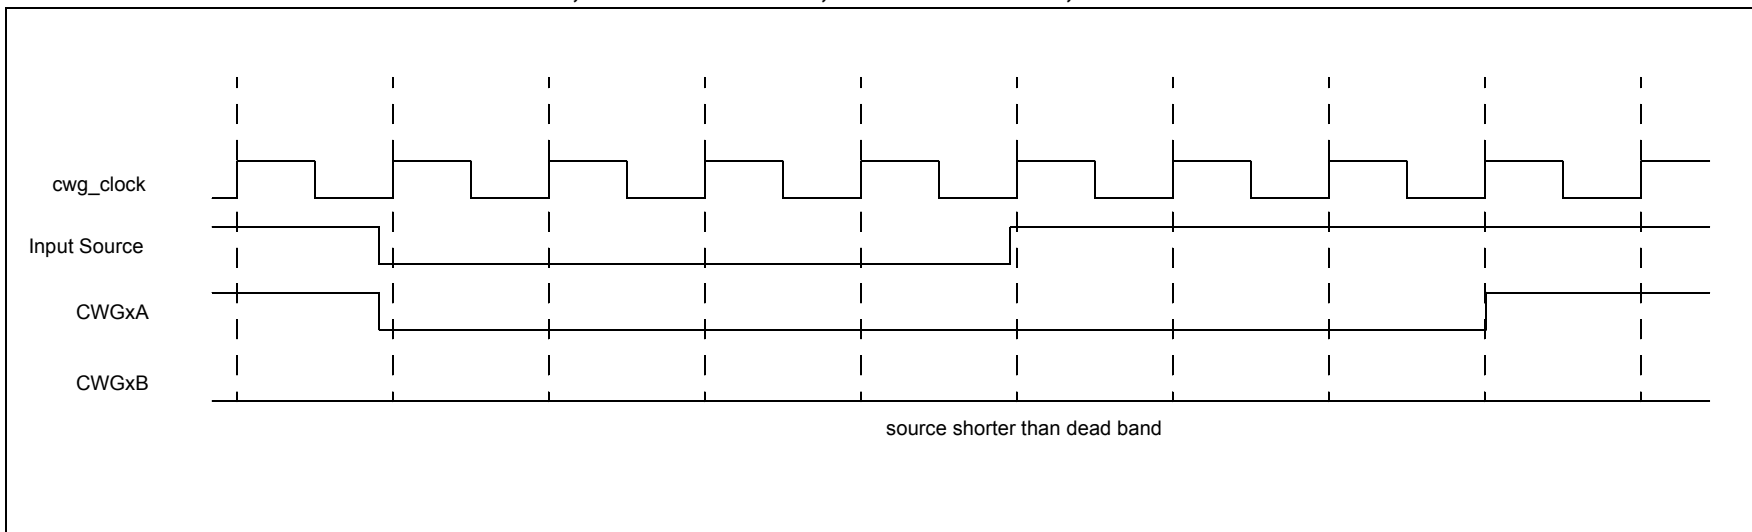 cwg_clock
Input Source
CWGxA
CWGxB
source shorter than dead band